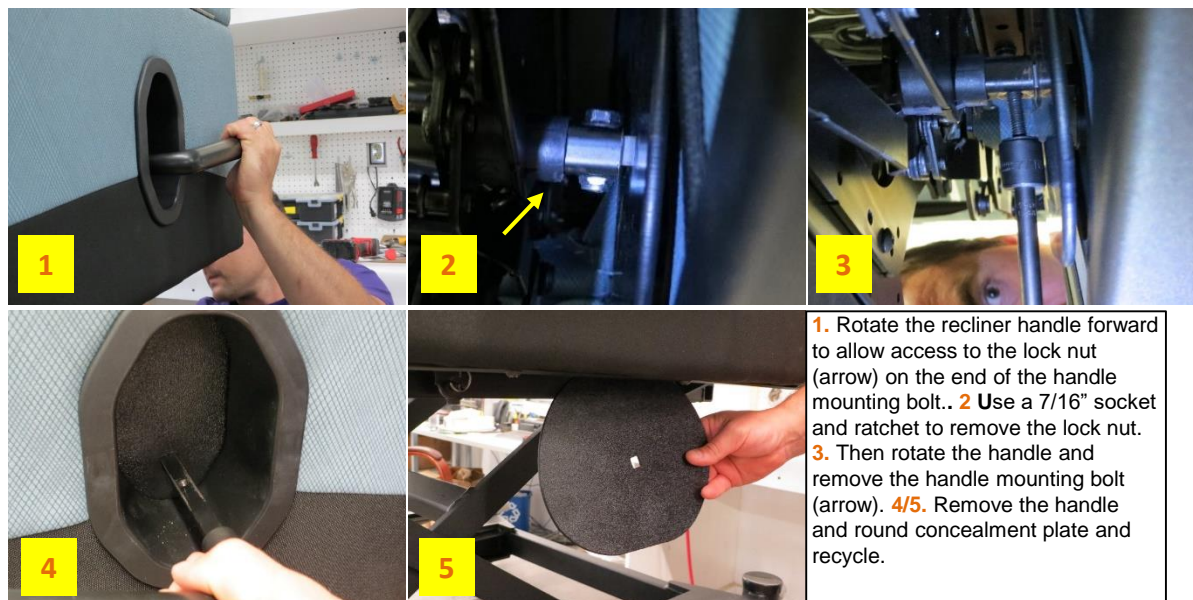 1
2
3
4
5
1. Rotate the recliner handle forward
to allow access to the lock nut
(arrow) on the end of the handle
mounting bolt.. 2 Use a 7/16” socket
and ratchet to remove the lock nut.
3. Then rotate the handle and
remove the handle mounting bolt
(arrow). 4/5. Remove the handle
and round concealment plate and
recycle.